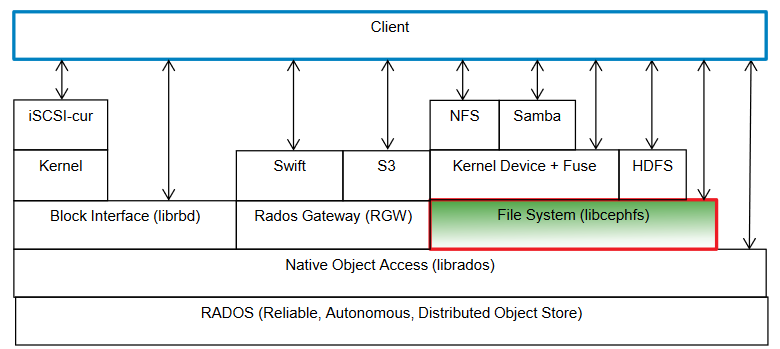 Client
iSCSI-cur
NFS
Samba
Kernel
Swift
S3
Kernel Device + Fuse
HDFS
Block Interface (librbd)
Rados Gateway (RGW)
File System (libcephfs)
Native Object Access (librados)
RADOS (Reliable, Autonomous, Distributed Object Store)